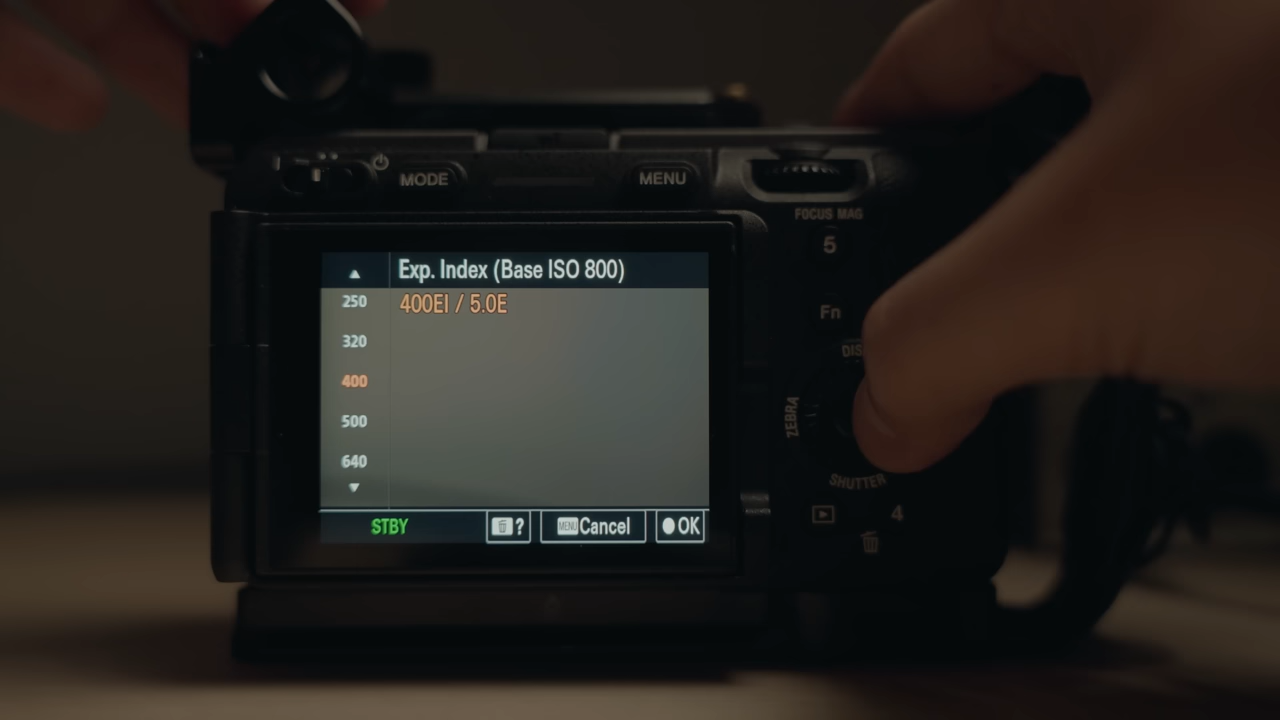 MODE
MENU
FOCUS MAG
5
Fn
ZEBRA
SHUTTER
4
Exp. Index (Base ISO 800)
250
400EI / 5.0E
320
400
500
640
STBY
?
MENU Cancel
OK